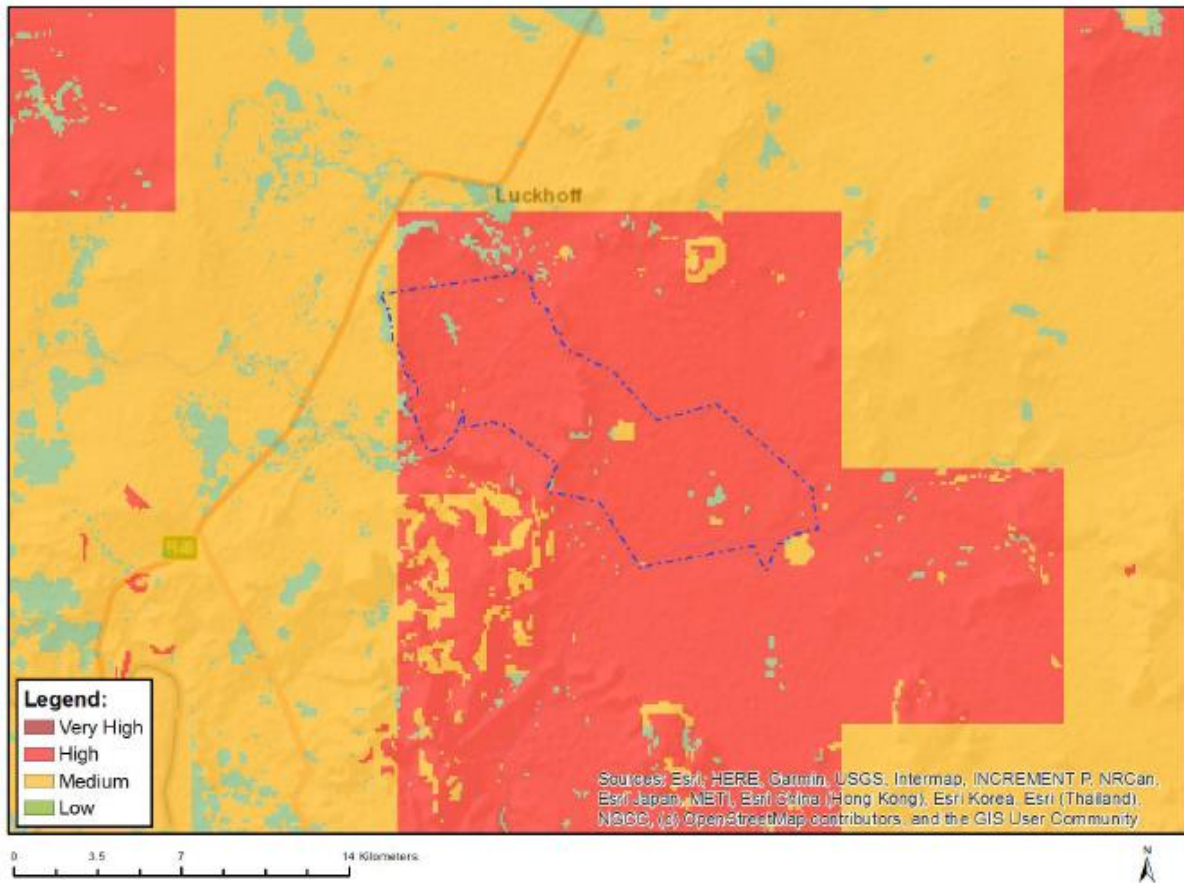 Luckhoff
Legend:
Very High
High
Medium
Low
Sources: Esri, HERE, Garmin, USGS, Intermap, INCREMENT P, NRCan,
Esri Japan, METI, Esri China (Hong Kong), Esri Korea, Esri (Thailand),
NGCC, (c) OpenStreetMap contributors, and the GIS User Community
0 3.5 7 14 Kilometers
N